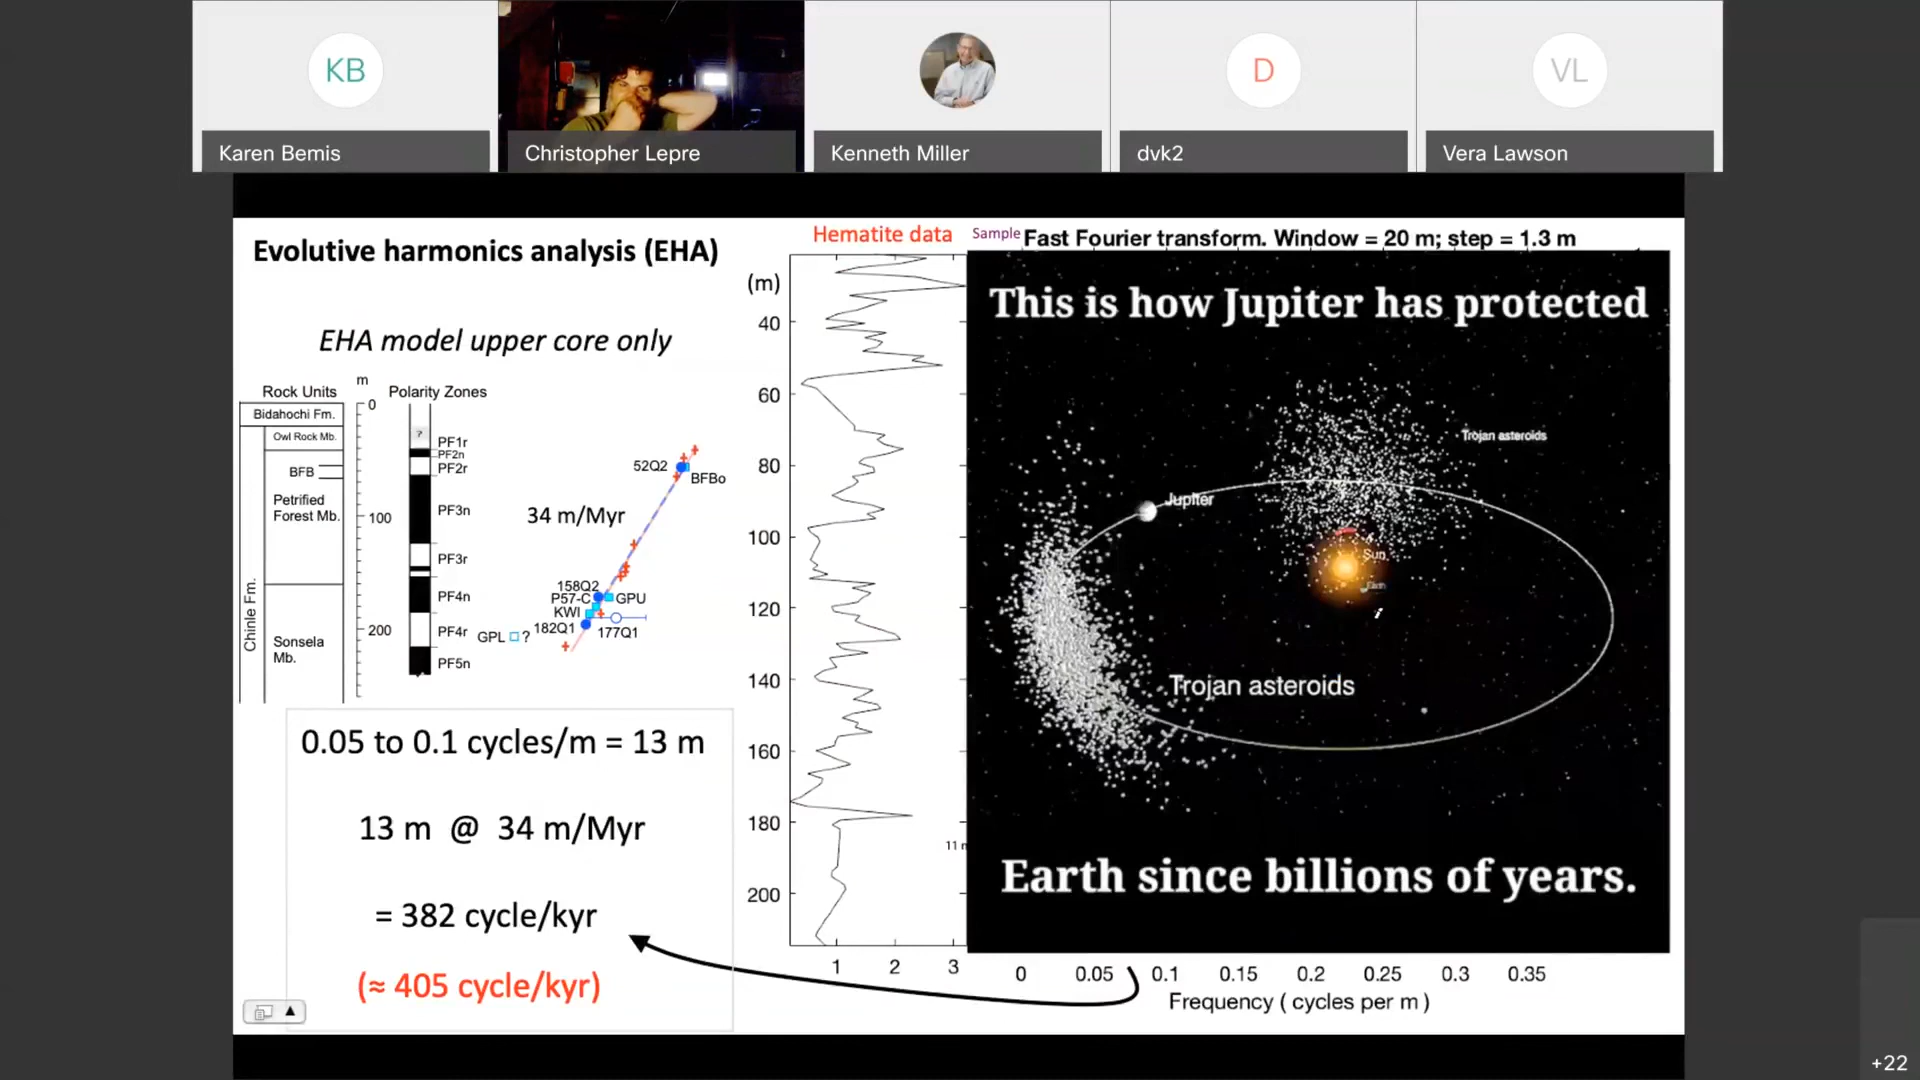 KB
D
VL
Karen Bemis
Christopher Lepre
Kenneth Miller
dvk2
Vera Lawson
Evolutive harmonics analysis (EHA)
EHA model upper core only
Rock Units
m
Polarity Zones
Bidahochi Fm.
Owl Rock Mb.
BFB
Petrified
Forest Mb.
Chinle Fm.
Sonsela
Mb.
0
100
200
?
PF1r
PF2n
PF2r
PF3n
PF3r
PF4n
PF4r
PF5n
52Q2
BFBo
34 m/Myr
158Q2
P57-C
GPU
KWI
182Q1
177Q1
GPL
?
0.05 to 0.1 cycles/m = 13 m
13 m @ 34 m/Myr
= 382 cycle/kyr
(≈ 405 cycle/kyr)
Hematite data
(m)
40
60
80
100
120
140
160
180
200
1 2 3
11 m
Sample
Fast Fourier transform. Window = 20 m; step = 1.3 m
This is how Jupiter has protected
Trojan asteroids
Jupiter
Sun
Earth
Trojan asteroids
Earth since billions of years.
0 0.05 0.1 0.15 0.2 0.25 0.3 0.35
Frequency ( cycles per m )
+22